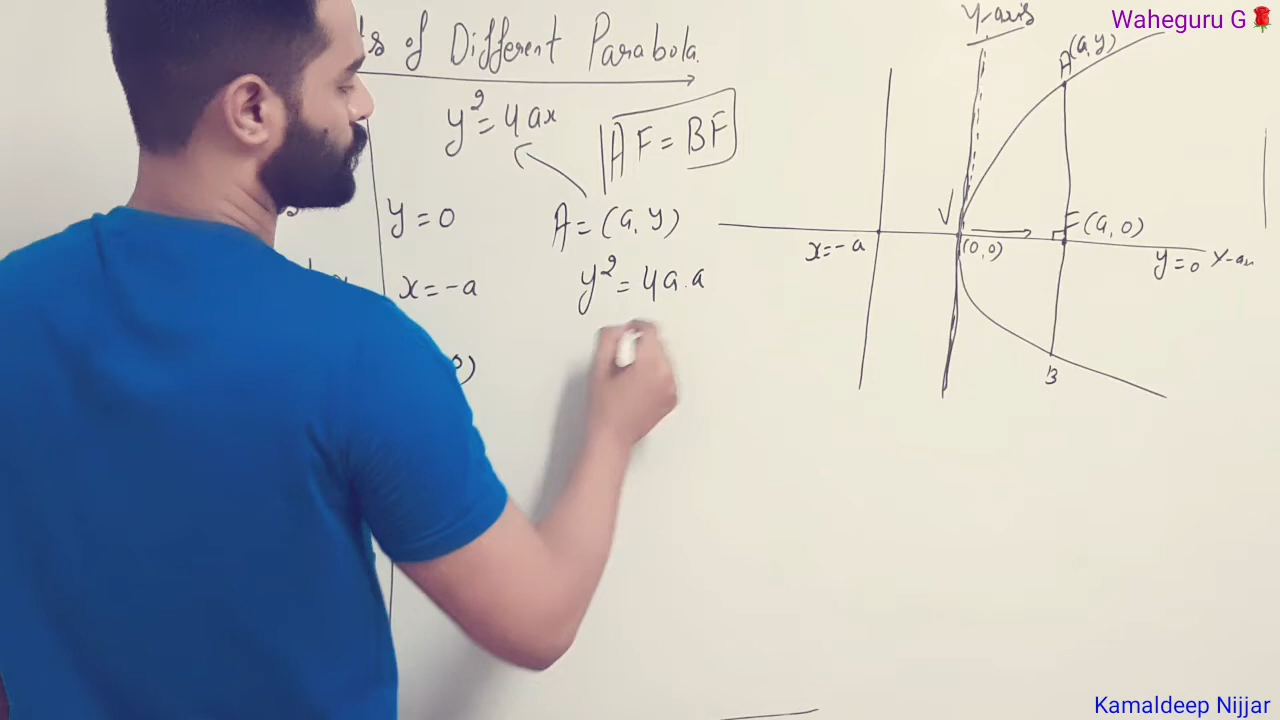 of Different Parabola.
y²=4ax
AF=BF
y=0
A=(a,y)
x=-a
y²=4a.a
Y-axis
A(a,y)
V
(0,0)
F(a,0)
x=-a
y=0
B
Waheguru G🌹
Kamaldeep Nijjar